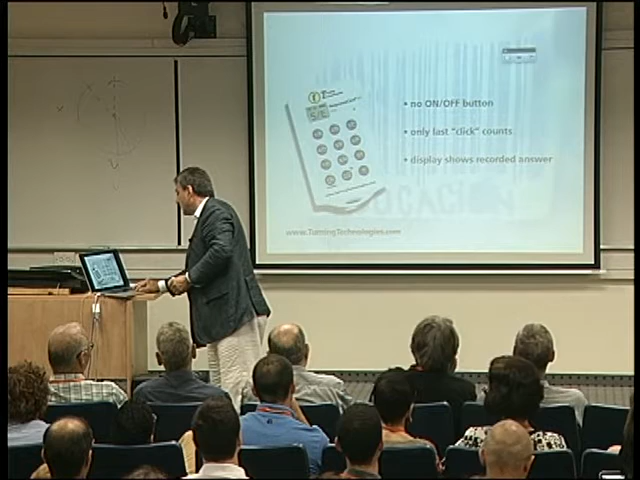 • no ON/OFF button
• only last "click" counts
• display shows recorded answer
www.TurningTechnologies.com